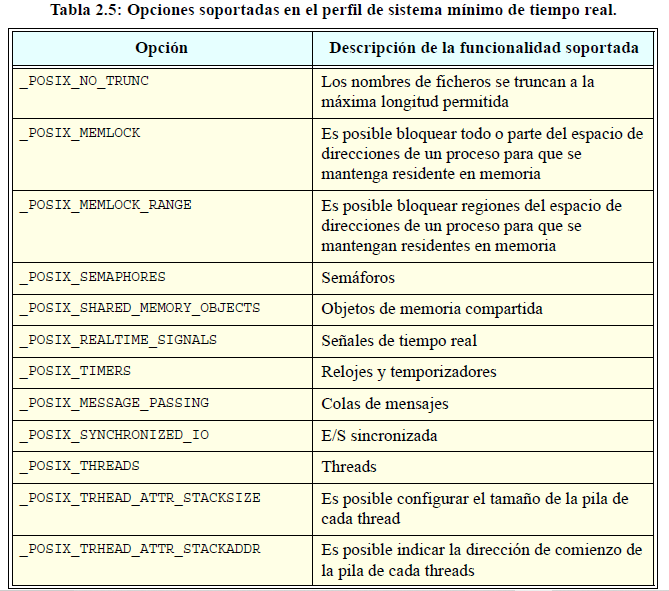 Tabla 2.5: Opciones soportadas en el perfil de sistema mínimo de tiempo real.
Opción
Descripción de la funcionalidad soportada
_POSIX_NO_TRUNC
Los nombres de ficheros se truncan a la
máxima longitud permitida
_POSIX_MEMLOCK
Es posible bloquear todo o parte del espacio de
direcciones de un proceso para que se
mantenga residente en memoria
_POSIX_MEMLOCK_RANGE
Es posible bloquear regiones del espacio de
direcciones de un proceso para que se
mantengan residentes en memoria
_POSIX_SEMAPHORES
Semáforos
_POSIX_SHARED_MEMORY_OBJECTS
Objetos de memoria compartida
_POSIX_REALTIME_SIGNALS
Señales de tiempo real
_POSIX_TIMERS
Relojes y temporizadores
_POSIX_MESSAGE_PASSING
Colas de mensajes
_POSIX_SYNCHRONIZED_IO
E/S sincronizada
_POSIX_THREADS
Threads
_POSIX_TRHEAD_ATTR_STACKSIZE
Es posible configurar el tamaño de la pila de
cada thread
_POSIX_TRHEAD_ATTR_STACKADDR
Es posible indicar la dirección de comienzo de
la pila de cada threads